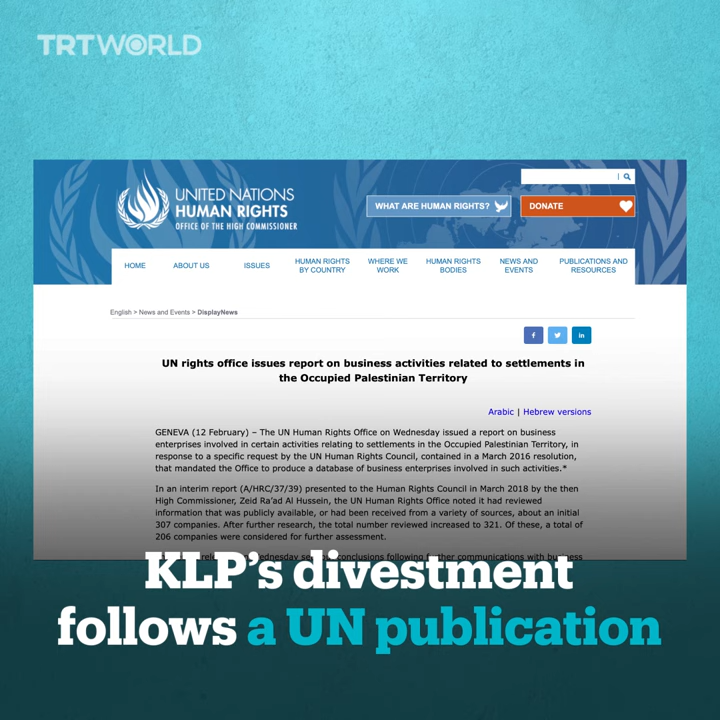 TRTWORLD
UNITED NATIONS
HUMAN RIGHTS
OFFICE OF THE HIGH COMMISSIONER
WHAT ARE HUMAN RIGHTS?
DONATE
HOME
ABOUT US
ISSUES
HUMAN RIGHTS
BY COUNTRY
WHERE WE
WORK
HUMAN RIGHTS
BODIES
NEWS AND
EVENTS
PUBLICATIONS AND
RESOURCES
English > News and Events > DisplayNews
f
in
UN rights office issues report on business activities related to settlements in
the Occupied Palestinian Territory
Arabic | Hebrew versions
GENEVA (12 February) – The UN Human Rights Office on Wednesday issued a report on business
enterprises involved in certain activities relating to settlements in the Occupied Palestinian Territory, in
response to a specific request by the UN Human Rights Council, contained in a March 2016 resolution,
that mandated the Office to produce a database of business enterprises involved in such activities.*
In an interim report (A/HRC/37/39) presented to the Human Rights Council in March 2018 by the then
High Commissioner, Zeid Ra'ad Al Hussein, the UN Human Rights Office noted it had reviewed
information that was publicly available, or had been received from a variety of sources, about an initial
307 companies. After further research, the total number reviewed increased to 321. Of these, a total of
206 companies were considered for further assessment.
conclusions following further communications with business
KLP's divestment
follows a UN publication